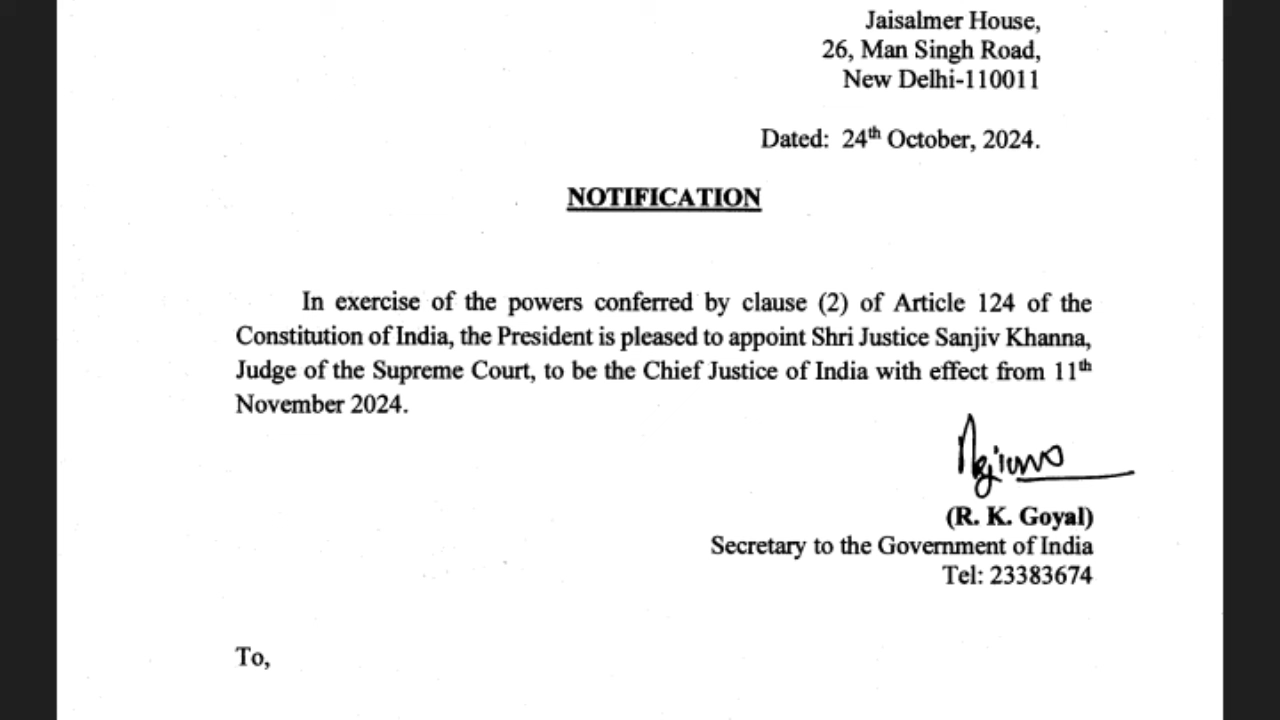 Jaisalmer House,
26, Man Singh Road,
New Delhi-110011
Dated: 24th October, 2024.
NOTIFICATION
In exercise of the powers conferred by clause (2) of Article 124 of the
Constitution of India, the President is pleased to appoint Shri Justice Sanjiv Khanna,
Judge of the Supreme Court, to be the Chief Justice of India with effect from 11th
November 2024.
(R. K. Goyal)
Secretary to the Government of India
Tel: 23383674
To,